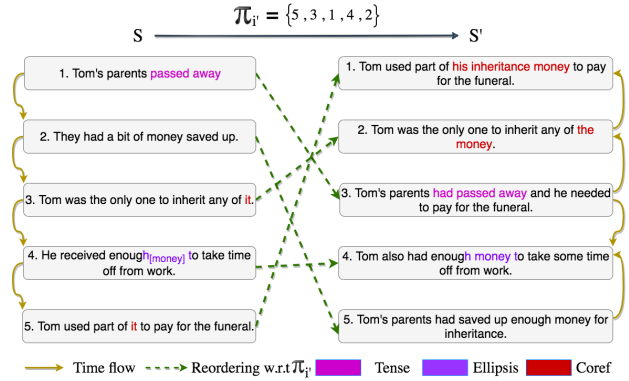 πi' = {5, 3, 1, 4, 2}
S S'
1. Tom's parents passed away
2. They had a bit of money saved up.
3. Tom was the only one to inherit any of it.
4. He received enough[money] to take time
off from work.
5. Tom used part of it to pay for the funeral.
1. Tom used part of his inheritance money to pay
for the funeral.
2. Tom was the only one to inherit any of the
money.
3. Tom's parents had passed away and he needed
to pay for the funeral.
4. Tom also had enough money to take some time
off from work.
5. Tom's parents had saved up enough money for
inheritance.
Time flow Reordering w.r.t πi' Tense Ellipsis Coref